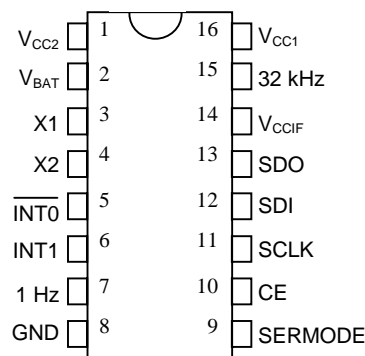 VCC2 1 16 VCC1
VBAT 2 15 32 kHz
X1 3 14 VCCIF
X2 4 13 SDO
INT0 5 12 SDI
INT1 6 11 SCLK
1 Hz 7 10 CE
GND 8 9 SERMODE